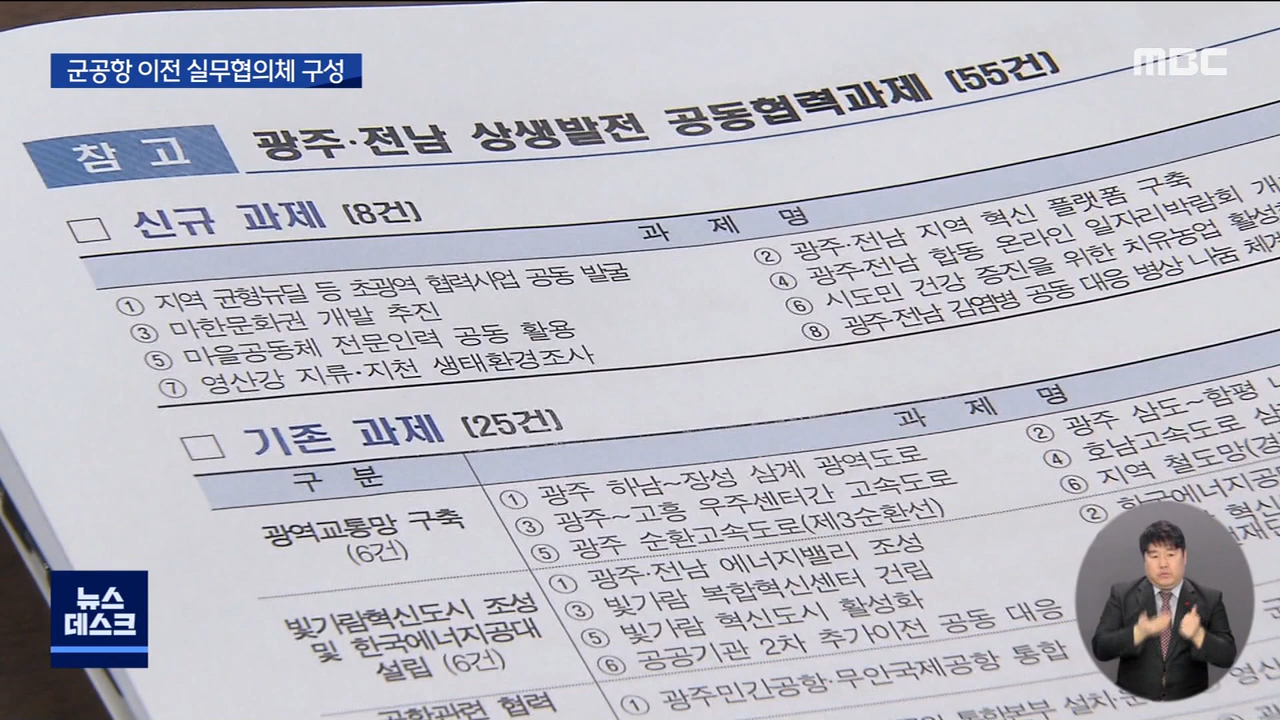 군공항 이전 실무협의체 구성
MBC
참 고
광주·전남 상생발전 공동협력과제 (55건)
□ 신규 과제 (8건)
과 제 명
① 지역 균형뉴딜 등 초광역 협력사업 공동 발굴
② 광주·전남 지역 혁신 플랫폼 구축
③ 마한문화권 개발 추진
④ 광주·전남 합동 온라인 일자리박람회
⑤ 마을공동체 전문인력 공동 활용
⑥ 시도민 건강 증진을 위한 치유농업
⑦ 영산강 지류·지천 생태환경조사
⑧ 광주·전남 감염병 공동 대응 병상 나눔
□ 기존 과제 (25건)
구 분
과 제 명
광역교통망 구축
(6건)
① 광주 하남~장성 삼계 광역도로
② 광주 삼도~함평
③ 광주~고흥 우주센터간 고속도로
④ 호남고속도로
⑤ 광주 순환고속도로(제3순환선)
⑥ 지역 철도망(경
빛가람혁신도시 조성
및 한국에너지공대
설립 (6건)
① 광주·전남 에너지밸리 조성
② 한국에너지공
③ 빛가람 복합혁신센터 건립
혁신
⑤ 빛가람 혁신도시 활성화
⑥ 공공기관 2차 추가이전 공동 대응
공항관련 협력
① 광주민간공항·무안국제공항 통합
뉴스
데스크